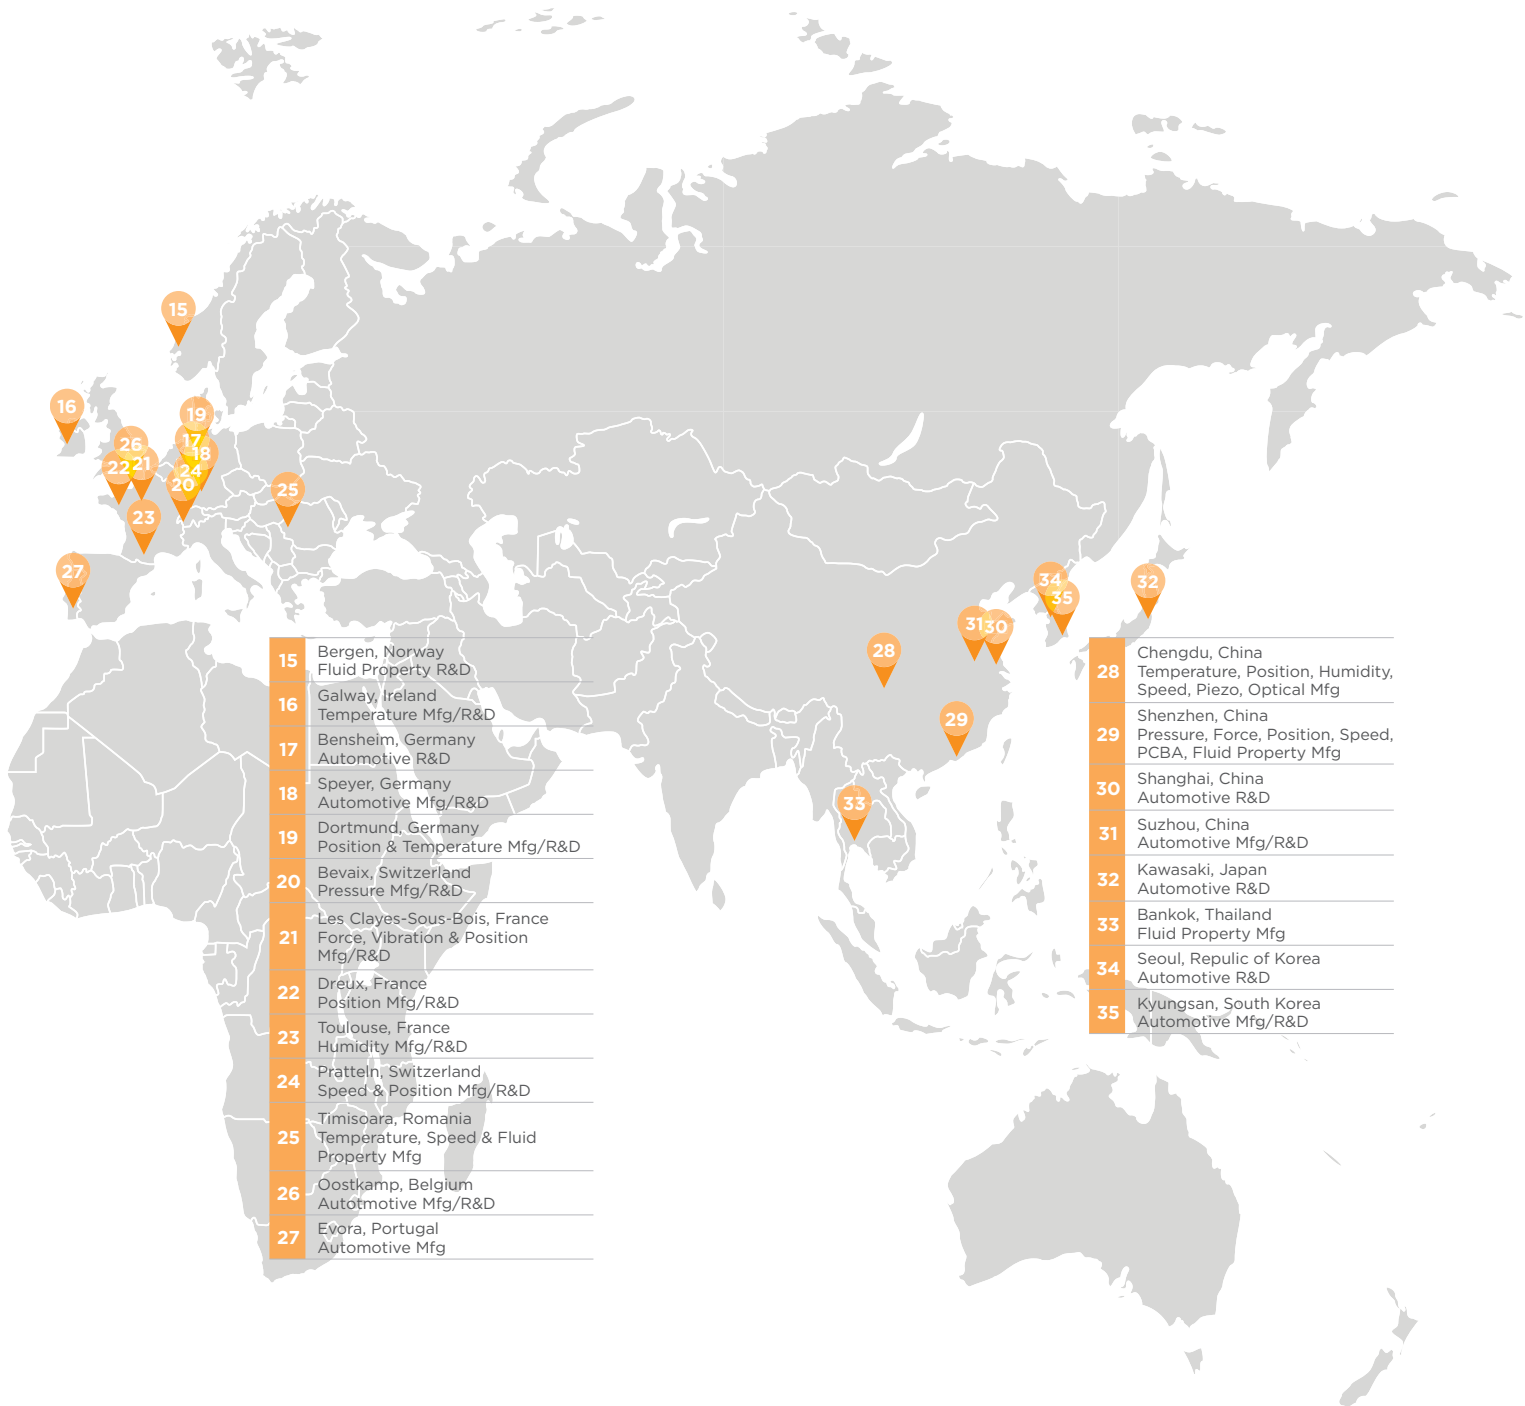 15
16
19
17
18
26
22
21
24
20
25
23
27
34
35
32
31
30
28
29
33
15
Bergen, Norway
Fluid Property R&D
16
Galway, Ireland
Temperature Mfg/R&D
17
Bensheim, Germany
Automotive R&D
18
Speyer, Germany
Automotive Mfg/R&D
19
Dortmund, Germany
Position & Temperature Mfg/R&D
20
Bevaix, Switzerland
Pressure Mfg/R&D
21
Les Clayes-Sous-Bois, France
Force, Vibration & Position
Mfg/R&D
22
Dreux, France
Position Mfg/R&D
23
Toulouse, France
Humidity Mfg/R&D
24
Pratteln, Switzerland
Speed & Position Mfg/R&D
25
Timisoara, Romania
Temperature, Speed & Fluid
Property Mfg
26
Oostkamp, Belgium
Autotmotive Mfg/R&D
27
Evora, Portugal
Automotive Mfg
28
Chengdu, China
Temperature, Position, Humidity,
Speed, Piezo, Optical Mfg
29
Shenzhen, China
Pressure, Force, Position, Speed,
PCBA, Fluid Property Mfg
30
Shanghai, China
Automotive R&D
31
Suzhou, China
Automotive Mfg/R&D
32
Kawasaki, Japan
Automotive R&D
33
Bankok, Thailand
Fluid Property Mfg
34
Seoul, Repulic of Korea
Automotive R&D
35
Kyungsan, South Korea
Automotive Mfg/R&D